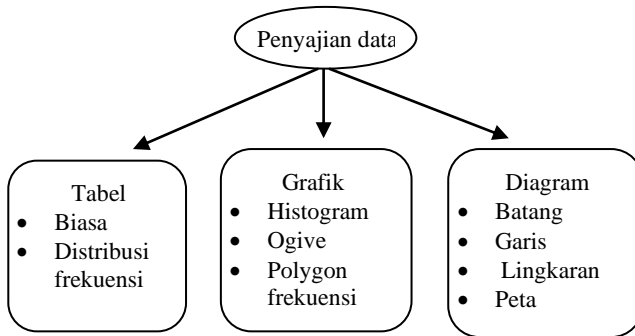 Penyajian data
Tabel
• Biasa
• Distribusi
frekuensi
Grafik
• Histogram
• Ogive
• Polygon
frekuensi
Diagram
• Batang
• Garis
• Lingkaran
• Peta